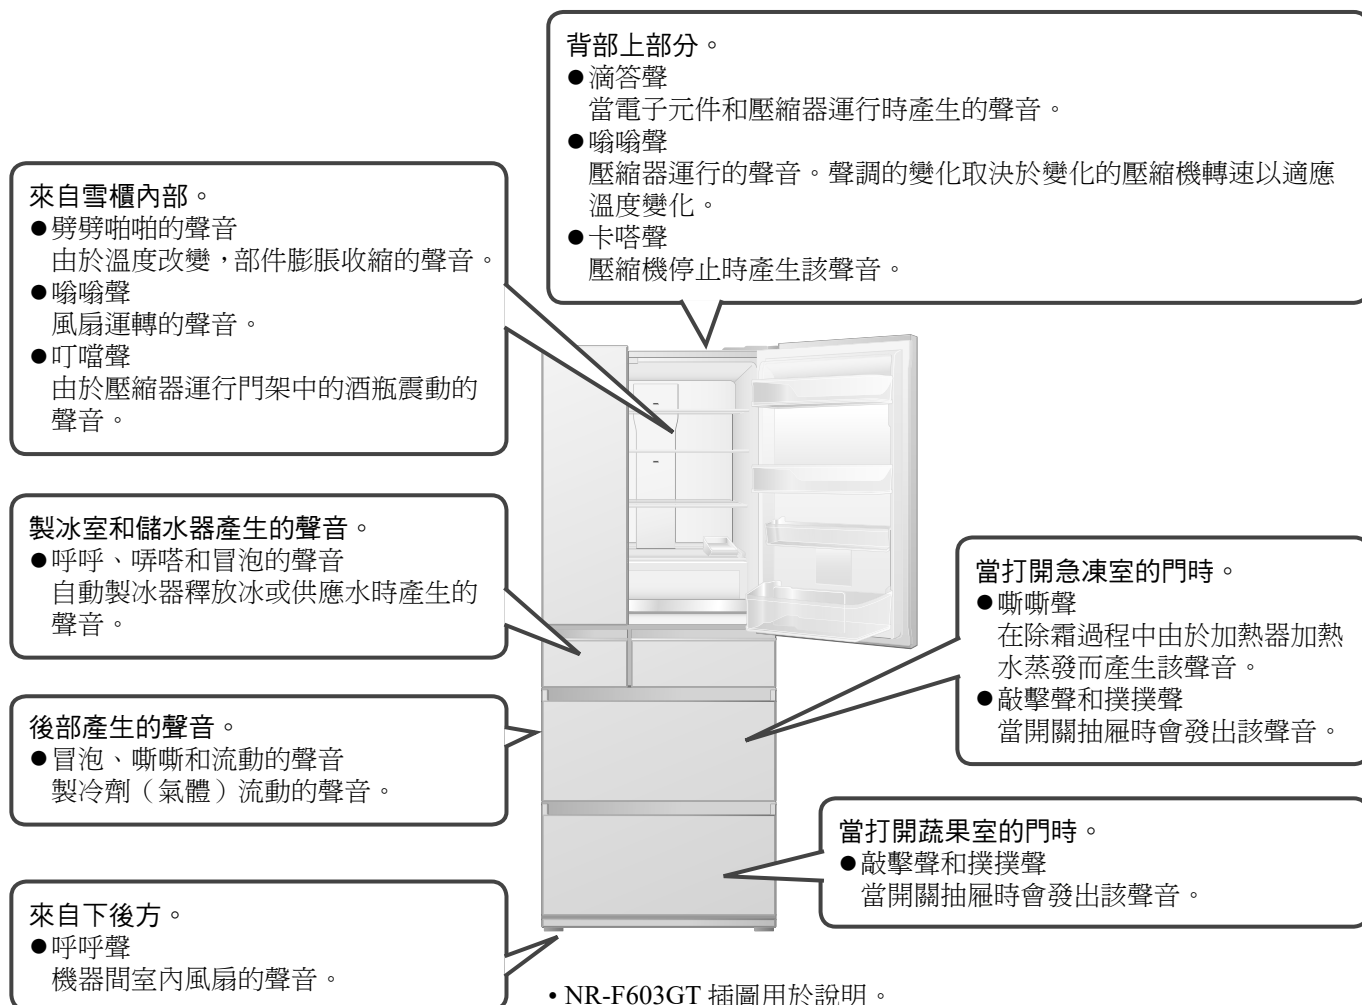 背部上部分。
●滴答聲
當電子元件和壓縮器運行時產生的聲音。
●嗡嗡聲
壓縮器運行的聲音。聲調的變化取決於變化的壓縮機轉速以適應
溫度變化。
●卡嗒聲
壓縮機停止時產生該聲音。
來自雪櫃內部。
●劈劈啪啪的聲音
由於溫度改變，部件膨脹收縮的聲音。
●嗡嗡聲
風扇運轉的聲音。
●叮噹聲
由於壓縮器運行門架中的酒瓶震動的
聲音。
製冰室和儲水器產生的聲音。
●呼呼、哢嗒和冒泡的聲音
自動製冰器釋放冰或供應水時產生的
聲音。
當打開急凍室的門時。
●嘶嘶聲
在除霜過程中由於加熱器加熱
水蒸發而產生該聲音。
●敲擊聲和撲撲聲
當開關抽屜時會發出該聲音。
後部產生的聲音。
●冒泡、嘶嘶和流動的聲音
製冷劑（氣體）流動的聲音。
當打開蔬果室的門時。
●敲擊聲和撲撲聲
當開關抽屜時會發出該聲音。
來自下後方。
●呼呼聲
機器間室內風扇的聲音。
• NR-F603GT 插圖用於說明。